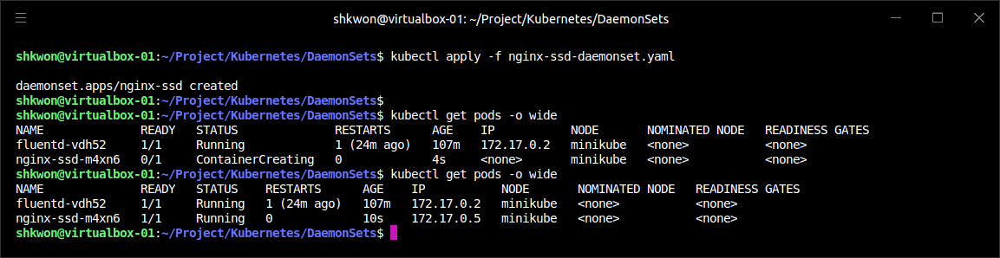 shkwon@virtualbox-01: ~/Project/Kubernetes/DaemonSets
shkwon@virtualbox-01:~/Project/Kubernetes/DaemonSets$ kubectl apply -f nginx-ssd-daemonset.yaml
daemonset.apps/nginx-ssd created
shkwon@virtualbox-01:~/Project/Kubernetes/DaemonSets$
shkwon@virtualbox-01:~/Project/Kubernetes/DaemonSets$ kubectl get pods -o wide
NAME READY STATUS RESTARTS AGE IP NODE NOMINATED NODE READINESS GATES
fluentd-vdh52 1/1 Running 1 (24m ago) 107m 172.17.0.2 minikube <none> <none>
nginx-ssd-m4xn6 0/1 ContainerCreating 0 4s <none> minikube <none> <none>
shkwon@virtualbox-01:~/Project/Kubernetes/DaemonSets$ kubectl get pods -o wide
NAME READY STATUS RESTARTS AGE IP NODE NOMINATED NODE READINESS GATES
fluentd-vdh52 1/1 Running 1 (24m ago) 107m 172.17.0.2 minikube <none> <none>
nginx-ssd-m4xn6 1/1 Running 0 10s 172.17.0.5 minikube <none> <none>
shkwon@virtualbox-01:~/Project/Kubernetes/DaemonSets$